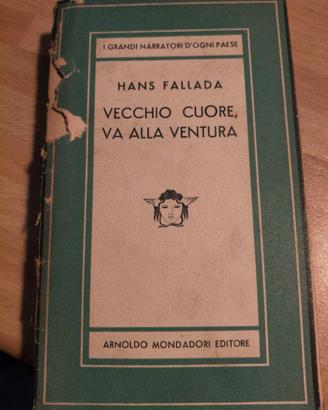 I GRANDI NARRATORI D'OGNI PAESE
HANS FALLADA
VECCHIO CUORE,
VA ALLA VENTURA
ARNOLDO MONDADORI EDITORE